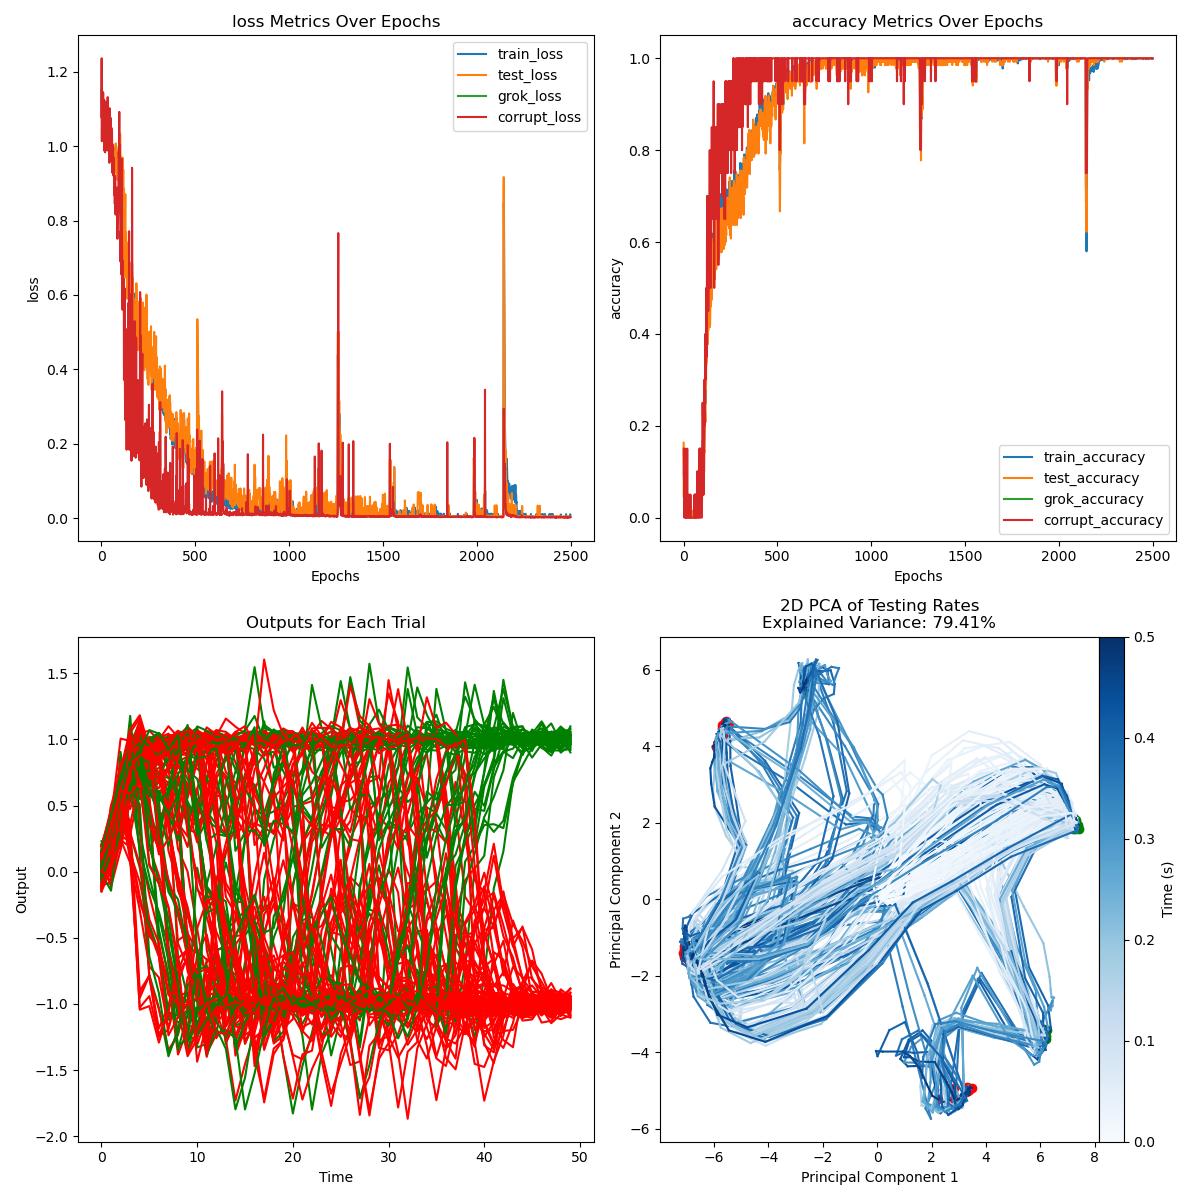 loss Metrics Over Epochs
train_loss
test_loss
grok_loss
corrupt_loss
1.2
1.0
0.8
0.6
0.4
0.2
0.0
loss
0
500
1000
1500
2000
2500
Epochs
accuracy Metrics Over Epochs
1.0
0.8
0.6
0.4
0.2
0.0
accuracy
train_accuracy
test_accuracy
grok_accuracy
corrupt_accuracy
0
500
1000
1500
2000
2500
Epochs
Outputs for Each Trial
1.5
1.0
0.5
0.0
−0.5
−1.0
−1.5
−2.0
Output
0
10
20
30
40
50
Time
2D PCA of Testing Rates
Explained Variance: 79.41%
6
4
2
0
−2
−4
−6
Principal Component 2
−6
−4
−2
0
2
4
6
8
Principal Component 1
0.5
0.4
0.3
0.2
0.1
0.0
Time (s)